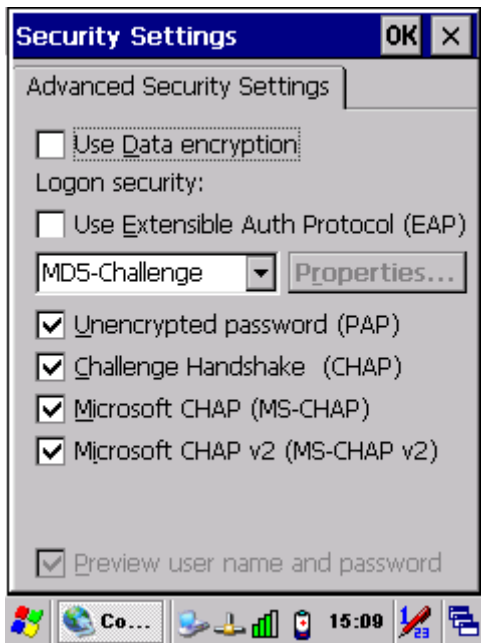 Security Settings OK ×
Advanced Security Settings
Use Data encryption
Logon security:
Use Extensible Auth Protocol (EAP)
MD5-Challenge Properties...
Unencrypted password (PAP)
Challenge Handshake (CHAP)
Microsoft CHAP (MS-CHAP)
Microsoft CHAP v2 (MS-CHAP v2)
Preview user name and password
Co... 15:09 1/23